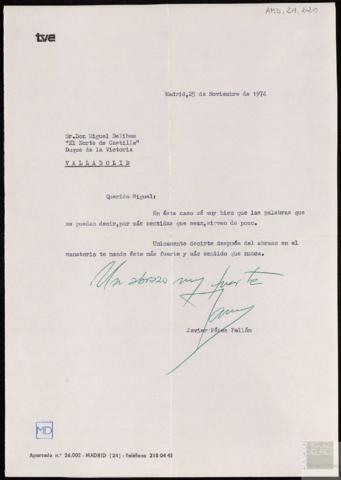 AMD, 24, 220
tve
Madrid, 25 de Noviembre de 1974
Sr. Don Miguel Delibes
"El Norte de Castilla"
Duque de la Victoria
VALLADOLID
Querido Miguel:
En éste caso sé muy bien que las palabras que
se puedan decir, por más sentidas que sean, sirven de poco.
Unicamente decirte después del abrazo en el
sanatorio te mando éste más fuerte y más sentido que nunca.
Un abrazo muy fuerte
Javier
Javier Pérez Pellón
MD
Apartado n.° 26.002 - MADRID (24) - Teléfono 218 04 43